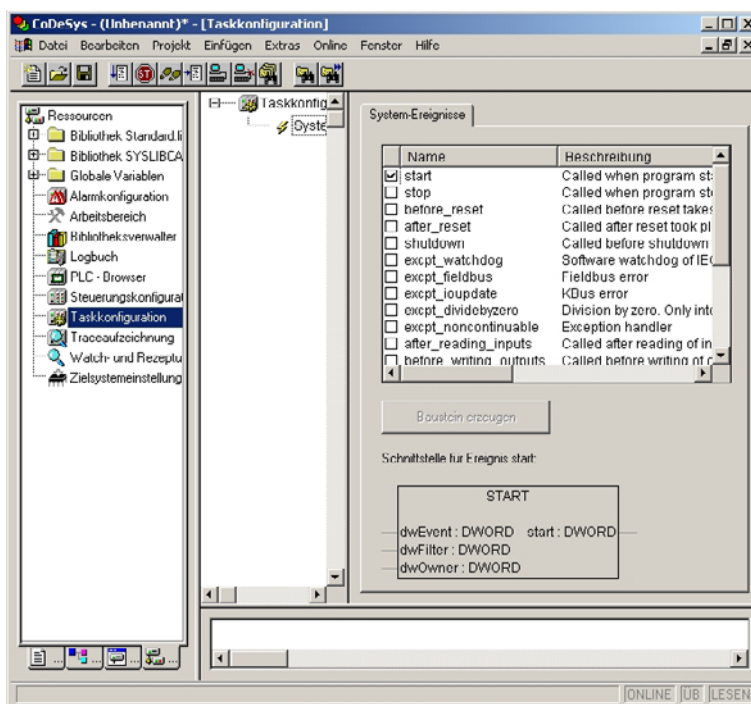 CoDeSys - (Unbenannt)* - [Taskkonfiguration]
Datei Bearbeiten Projekt Einfügen Extras Online Fenster Hilfe
Ressourcen
Bibliothek Standard.li
Bibliothek SYSLIBCA
Globale Variablen
Alarmkonfiguration
Arbeitsbereich
Bibliotheksverwalter
Logbuch
PLC - Browser
Steuerungskonfigurat
Taskkonfiguration
Traceaufzeichnung
Watch- und Rezeptu
Zielsystemeinstellung
Taskkonfig
Syste
System-Ereignisse
Name Beschreibung
start Called when program sta
stop Called when program sto
before_reset Called before reset takes
after_reset Called after reset took pl
shutdown Called before shutdown
excpt_watchdog Software watchdog of IEC
excpt_fieldbus Fieldbus error
excpt_ioupdate KBus error
excpt_dividebyzero Division by zero. Only inte
excpt_noncontinuable Exception handler
after_reading_inputs Called after reading of in
before_writing_outputs Called before writing of o
Baustein erzeugen
Schnittstelle für Ereignis start:
START
dwEvent : DWORD start : DWORD
dwFilter : DWORD
dwOwner : DWORD
... ... ... ...
ONLINE ÜB LESEN